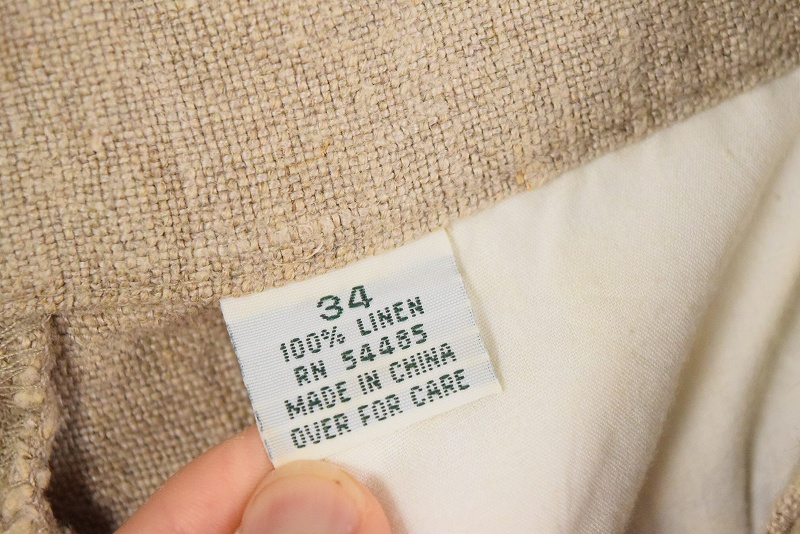 34
100% LINEN
RN 54485
MADE IN CHINA
OVER FOR CARE